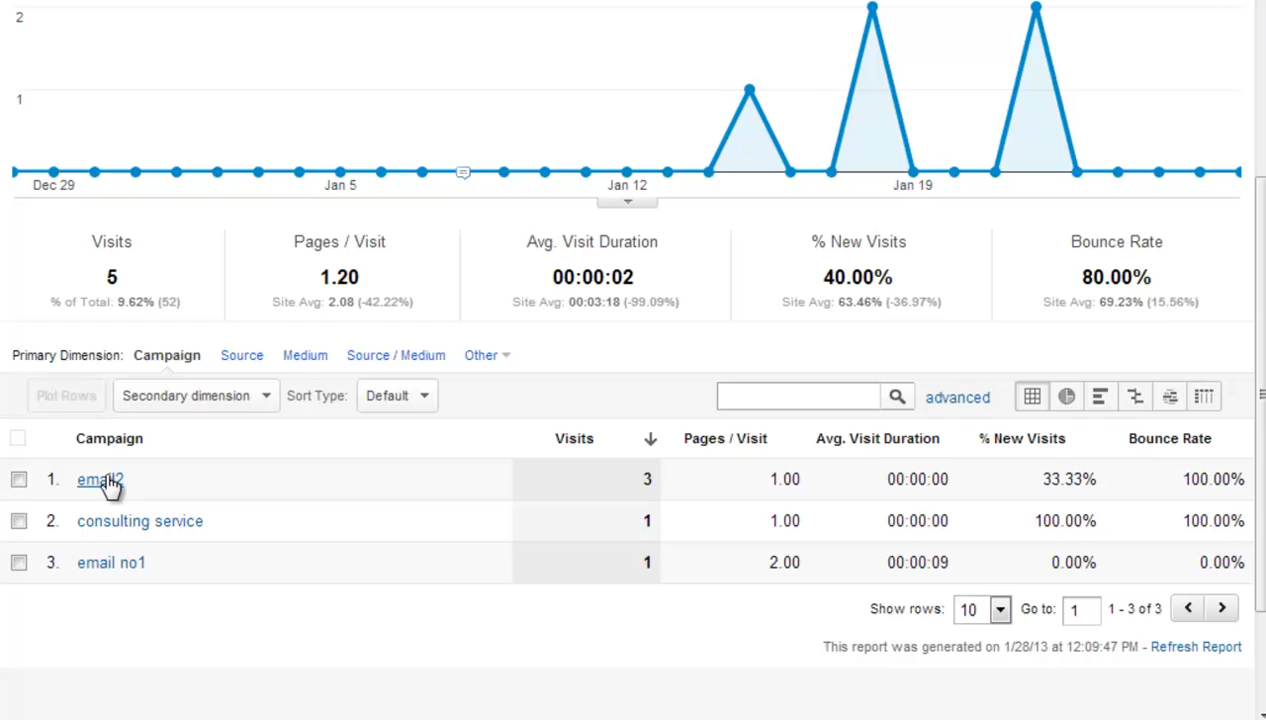 2
1
Dec 29 Jan 5 Jan 12 Jan 19
Visits Pages / Visit Avg. Visit Duration % New Visits Bounce Rate
5 1.20 00:00:02 40.00% 80.00%
% of Total: 9.62% (52) Site Avg: 2.08 (-42.22%) Site Avg: 00:03:18 (-99.09%) Site Avg: 63.46% (-36.97%) Site Avg: 69.23% (15.56%)
Primary Dimension: Campaign Source Medium Source / Medium Other
Plot Rows Secondary dimension Sort Type: Default advanced
Campaign Visits Pages / Visit Avg. Visit Duration % New Visits Bounce Rate
1. email2 3 1.00 00:00:00 33.33% 100.00%
2. consulting service 1 1.00 00:00:00 100.00% 100.00%
3. email no1 1 2.00 00:00:09 0.00% 0.00%
Show rows: 10 Go to: 1 1 - 3 of 3
This report was generated on 1/28/13 at 12:09:47 PM - Refresh Report